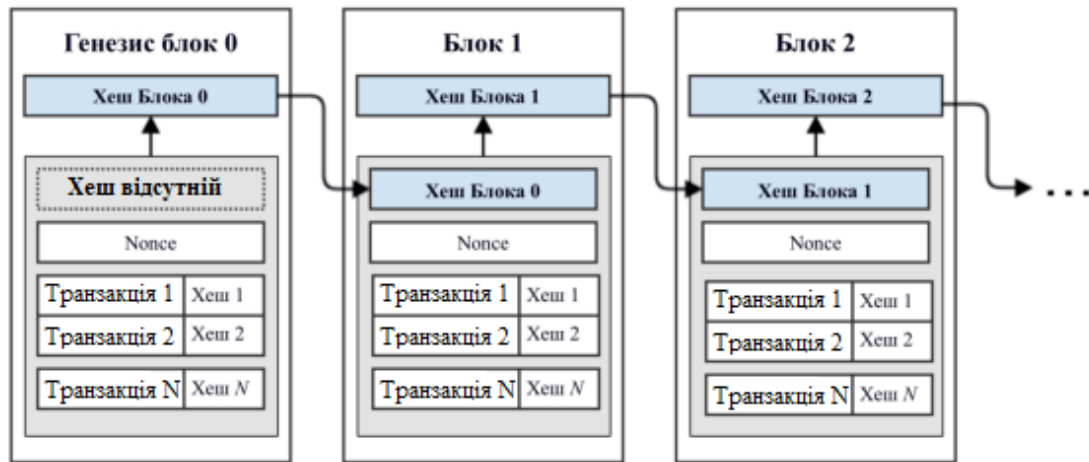 Генезис блок 0
Хеш Блока 0
Хеш відсутній
Nonce
Транзакція 1 Хеш 1
Транзакція 2 Хеш 2
Транзакція N Хеш N
Блок 1
Хеш Блока 1
Хеш Блока 0
Nonce
Транзакція 1 Хеш 1
Транзакція 2 Хеш 2
Транзакція N Хеш N
Блок 2
Хеш Блока 2
Хеш Блока 1
Nonce
Транзакція 1 Хеш 1
Транзакція 2 Хеш 2
Транзакція N Хеш N
...